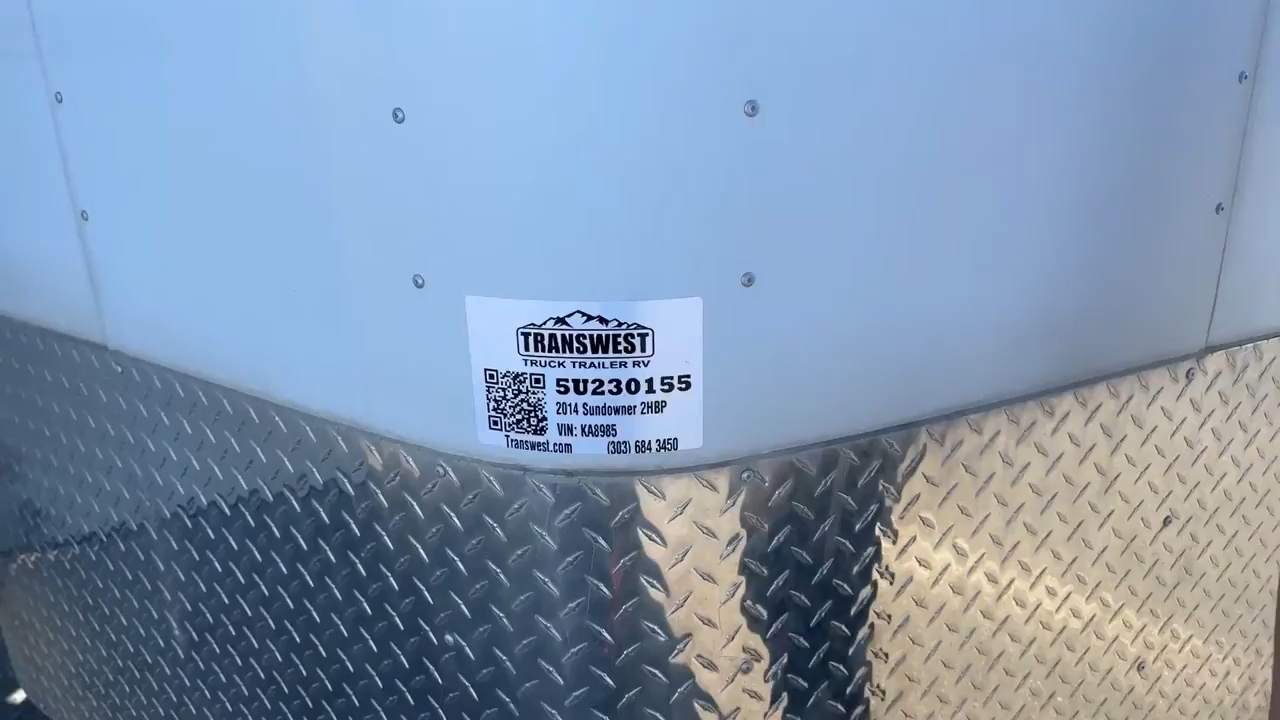 TRANSWEST
TRUCK TRAILER RV
5U230155
2014 Sundowner 2HBP
VIN: KA8985
Transwest.com (303) 684 3450